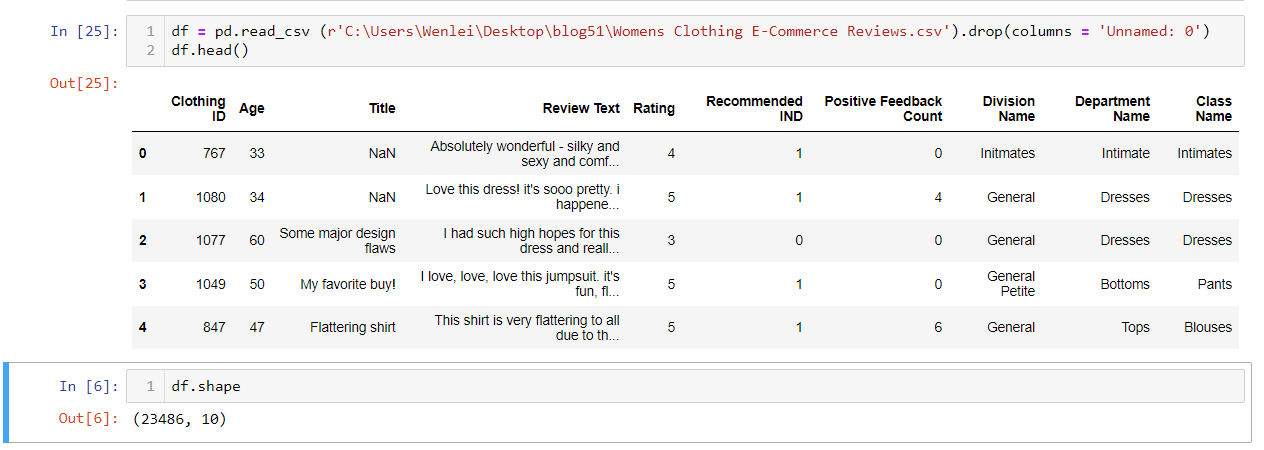 In [25]:
1 df = pd.read_csv (r'C:\Users\Wenlei\Desktop\blog51\Womens Clothing E-Commerce Reviews.csv').drop(columns = 'Unnamed: 0')
2 df.head()
Out[25]:
Clothing ID Age Title Review Text Rating Recommended IND Positive Feedback Count Division Name Department Name Class Name
0 767 33 NaN Absolutely wonderful - silky and sexy and comf... 4 1 0 Initmates Intimate Intimates
1 1080 34 NaN Love this dress! it's sooo pretty. i happene... 5 1 4 General Dresses Dresses
2 1077 60 Some major design flaws I had such high hopes for this dress and reall... 3 0 0 General Dresses Dresses
3 1049 50 My favorite buy! I love, love, love this jumpsuit. it's fun, fl... 5 1 0 General Petite Bottoms Pants
4 847 47 Flattering shirt This shirt is very flattering to all due to th... 5 1 6 General Tops Blouses
In [6]:
1 df.shape
Out[6]: (23486, 10)